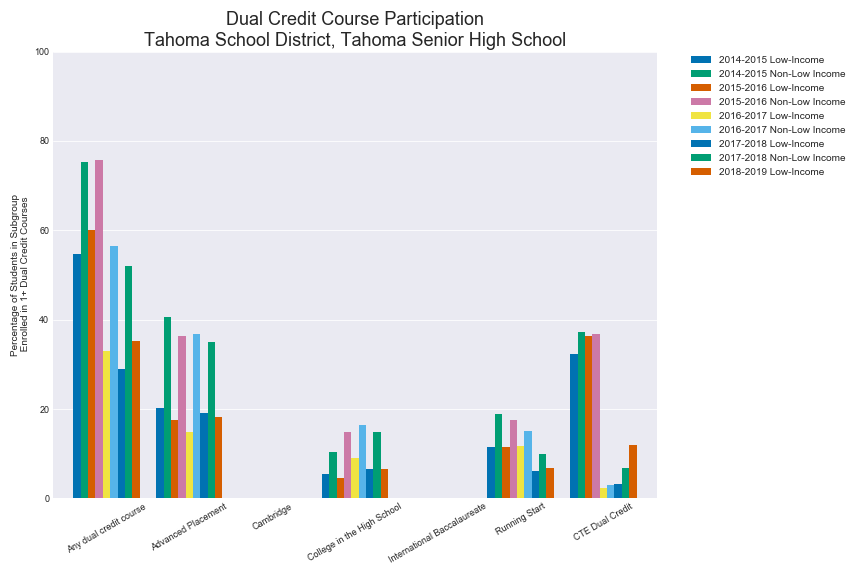 Dual Credit Course Participation
Tahoma School District, Tahoma Senior High School
100
80
60
40
20
0
Percentage of Students in Subgroup
Enrolled in 1+ Dual Credit Courses
Any dual credit course
Advanced Placement
Cambridge
College in the High School
International Baccalaureate
Running Start
CTE Dual Credit
2014-2015 Low-Income
2014-2015 Non-Low Income
2015-2016 Low-Income
2015-2016 Non-Low Income
2016-2017 Low-Income
2016-2017 Non-Low Income
2017-2018 Low-Income
2017-2018 Non-Low Income
2018-2019 Low-Income